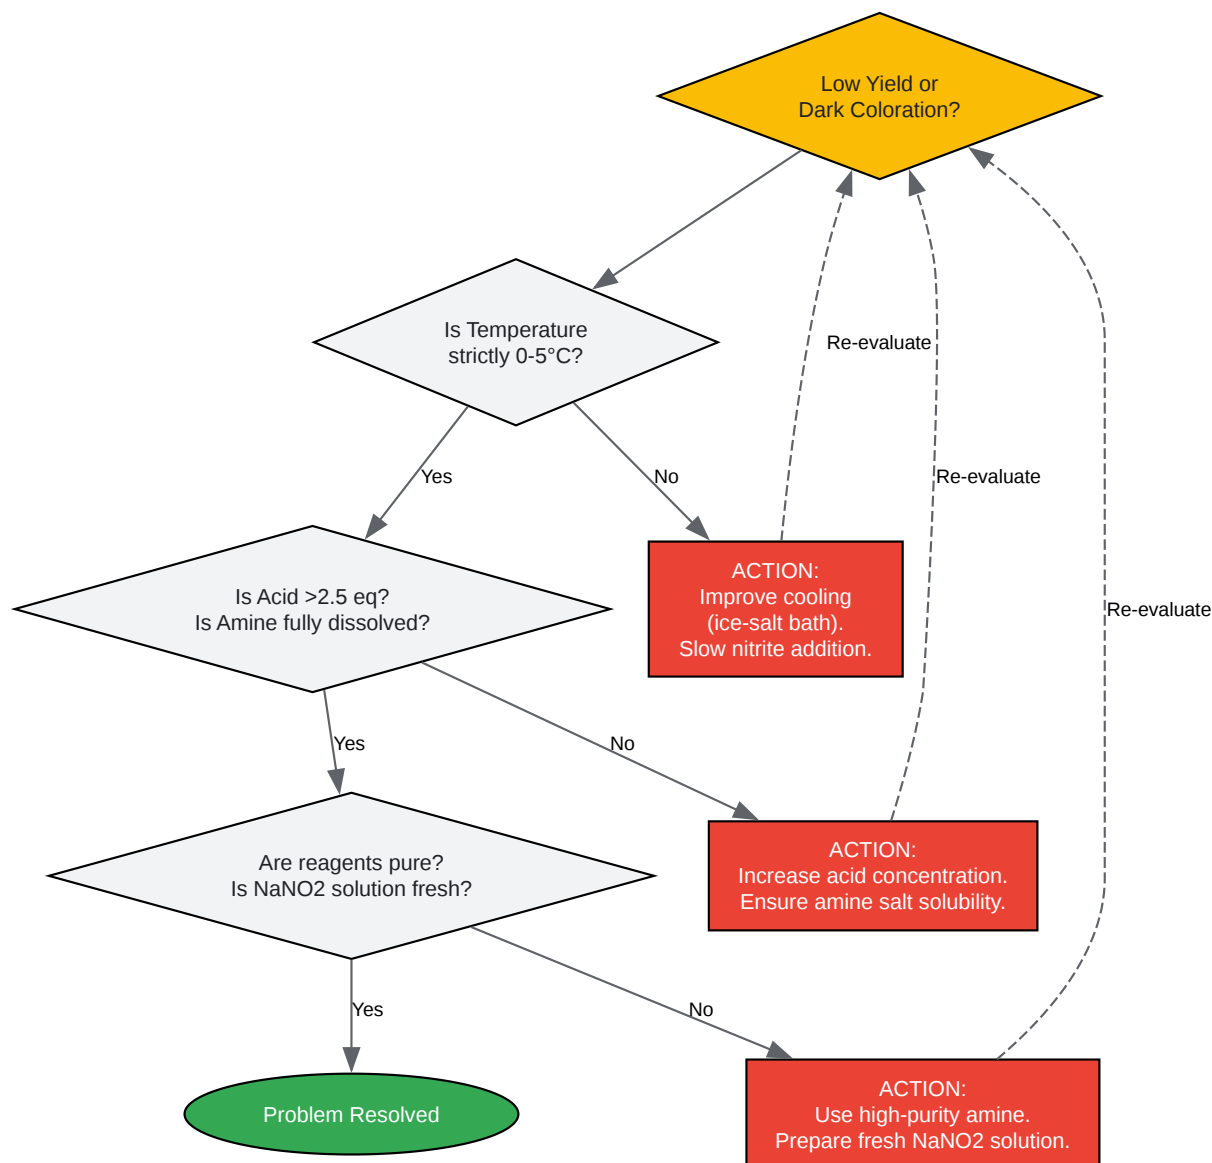 Low Yield or
Dark Coloration?
Is Temperature
strictly 0-5°C?
Re-evaluate
Yes
No
Re-evaluate
Is Acid >2.5 eq?
Is Amine fully dissolved?
ACTION:
Improve cooling
(ice-salt bath).
Slow nitrite addition.
Re-evaluate
Yes
No
Are reagents pure?
Is NaNO2 solution fresh?
ACTION:
Increase acid concentration.
Ensure amine salt solubility.
Yes
No
Problem Resolved
ACTION:
Use high-purity amine.
Prepare fresh NaNO2 solution.